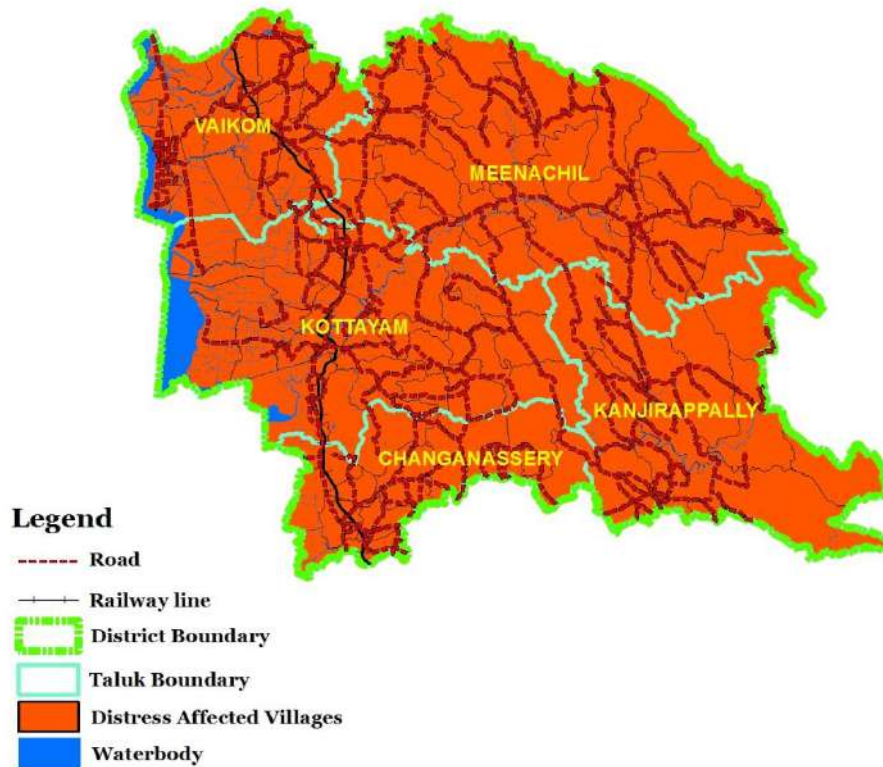 VAIKOM
MEENACHIL
KOTTAYAM
KANJIRAPPALLY
CHANGANASSERY
Legend
Road
Railway line
District Boundary
Taluk Boundary
Distress Affected Villages
Waterbody